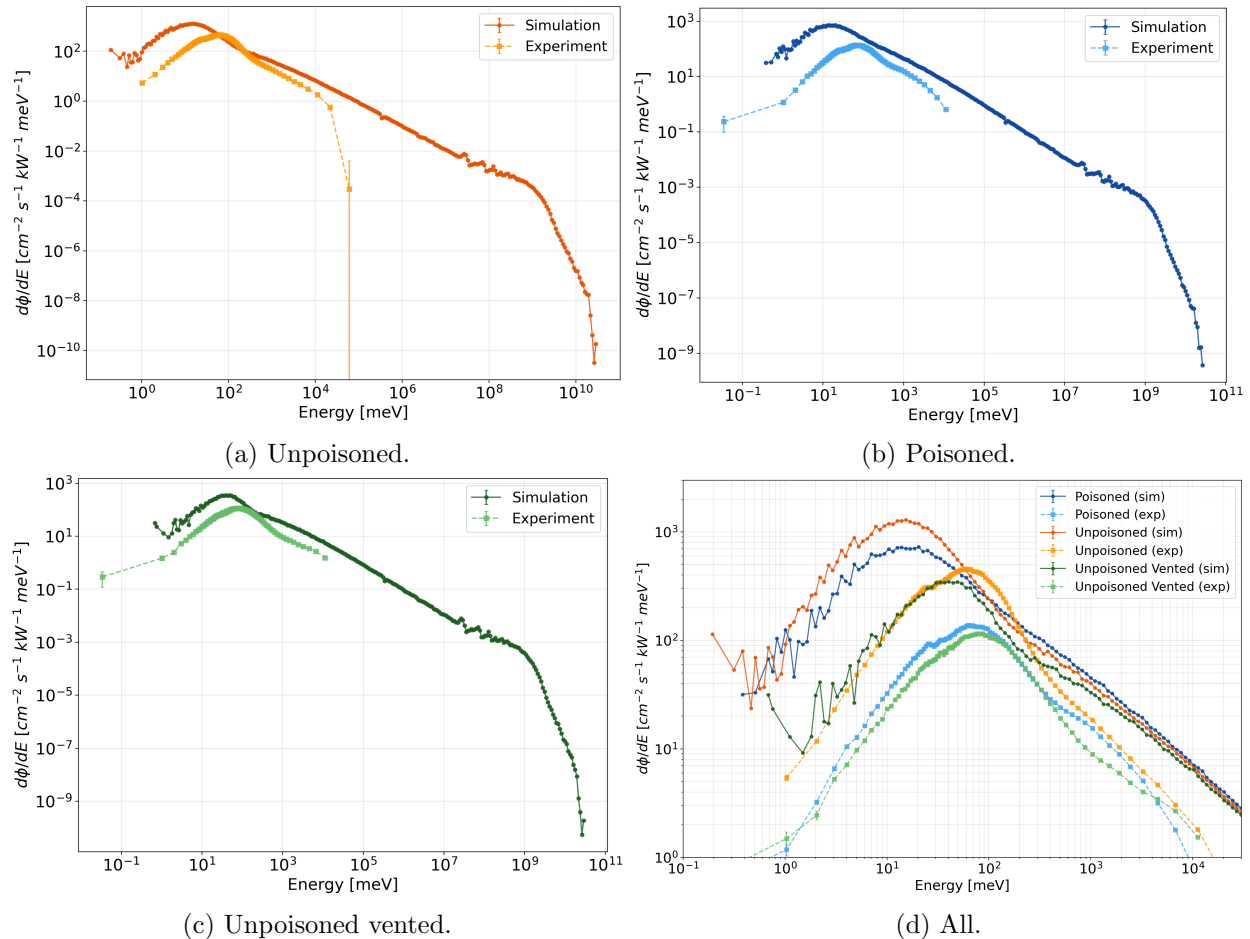 Simulation
Experiment
dϕ/dE [cm⁻² s⁻¹ kW⁻¹ meV⁻¹]
10²
10⁰
10⁻²
10⁻⁴
10⁻⁶
10⁻⁸
10⁻¹⁰
10⁰ 10² 10⁴ 10⁶ 10⁸ 10¹⁰
Energy [meV]
(a) Unpoisoned.
Simulation
Experiment
dϕ/dE [cm⁻² s⁻¹ kW⁻¹ meV⁻¹]
10³
10¹
10⁻¹
10⁻³
10⁻⁵
10⁻⁷
10⁻⁹
10⁻¹ 10¹ 10³ 10⁵ 10⁷ 10⁹ 10¹¹
Energy [meV]
(b) Poisoned.
Simulation
Experiment
dϕ/dE [cm⁻² s⁻¹ kW⁻¹ meV⁻¹]
10³
10¹
10⁻¹
10⁻³
10⁻⁵
10⁻⁷
10⁻⁹
10⁻¹ 10¹ 10³ 10⁵ 10⁷ 10⁹ 10¹¹
Energy [meV]
(c) Unpoisoned vented.
Poisoned (sim)
Poisoned (exp)
Unpoisoned (sim)
Unpoisoned (exp)
Unpoisoned Vented (sim)
Unpoisoned Vented (exp)
dϕ/dE [cm⁻² s⁻¹ kW⁻¹ meV⁻¹]
10³
10²
10¹
10⁰
10⁻¹ 10⁰ 10¹ 10² 10³ 10⁴
Energy [meV]
(d) All.